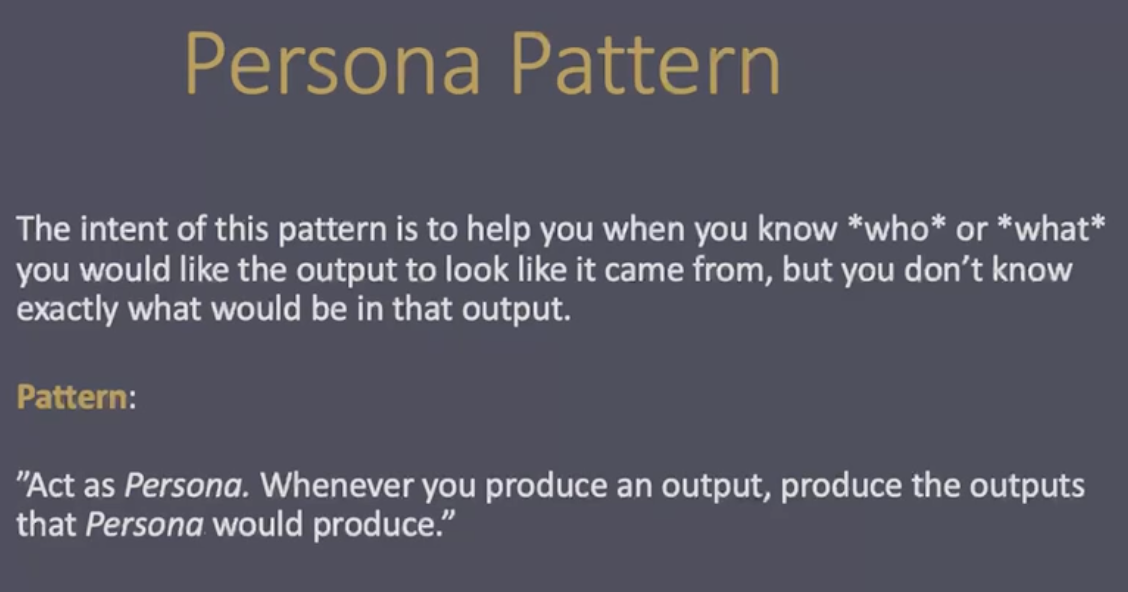 Persona Pattern
The intent of this pattern is to help you when you know *who* or *what*
you would like the output to look like it came from, but you don’t know
exactly what would be in that output.
Pattern:
”Act as Persona. Whenever you produce an output, produce the outputs
that Persona would produce.”